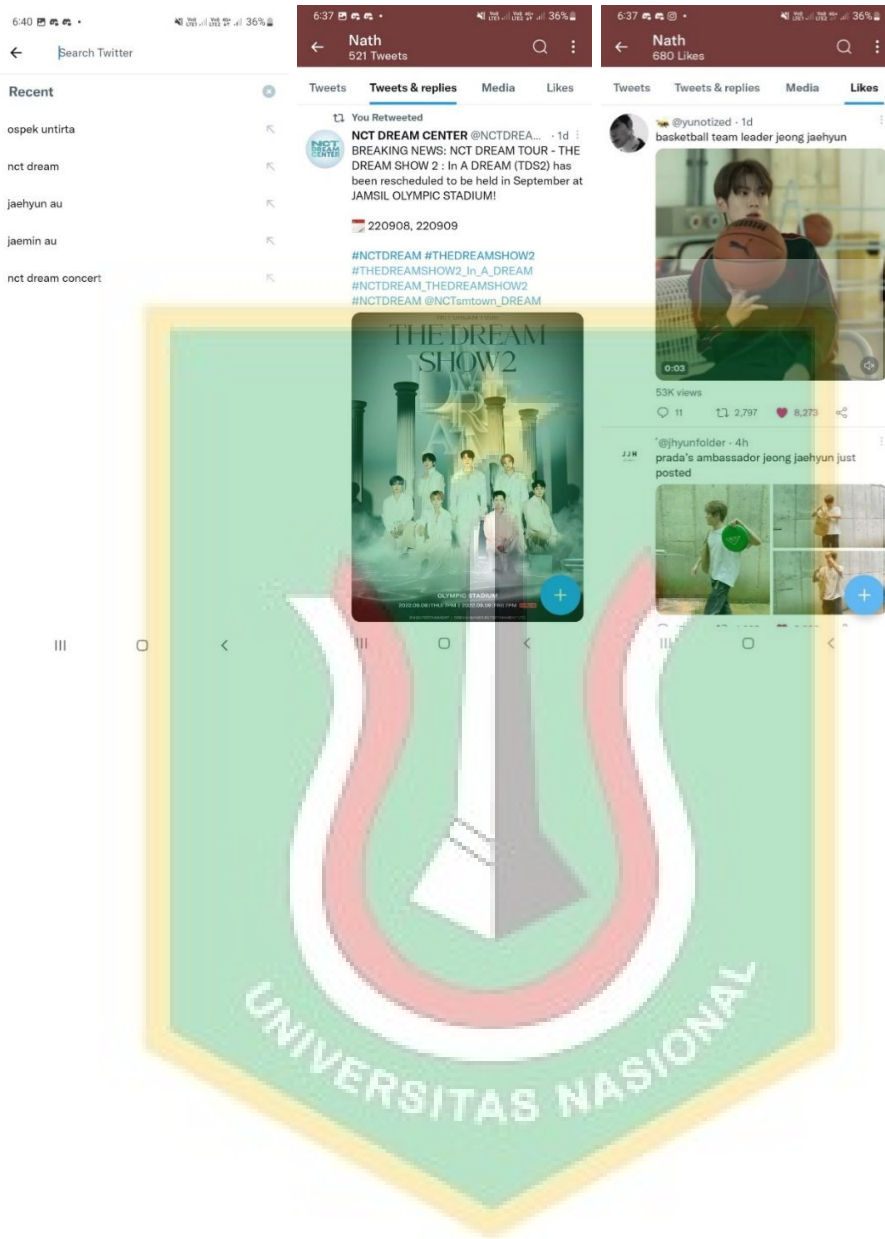 6:40
36%
Search Twitter
Recent
ospek untirta
nct dream
jaehyun au
jaemin au
nct dream concert
6:37
36%
Nath
521 Tweets
Tweets
Tweets & replies
Media
Likes
You Retweeted
NCT DREAM CENTER @NCTDREA... · 1d
BREAKING NEWS: NCT DREAM TOUR - THE
DREAM SHOW 2 : In A DREAM (TDS2) has
been rescheduled to be held in September at
JAMSIL OLYMPIC STADIUM!
220908, 220909
#NCTDREAM #THEDREAMSHOW2
#THEDREAMSHOW2_In_A_DREAM
#NCTDREAM_THEDREAMSHOW2
#NCTDREAM @NCTsmtown_DREAM
THE DREAM
SHOW2
OLYMPIC STADIUM
6:37
36%
Nath
680 Likes
Tweets
Tweets & replies
Media
Likes
@yunotized · 1d
basketball team leader jeong jaehyun
0:03
53K views
11
2,797
8,273
JJH
@jhyunfolder · 4h
prada's ambassador jeong jaehyun just
posted
UNIVERSITAS NASIONAL